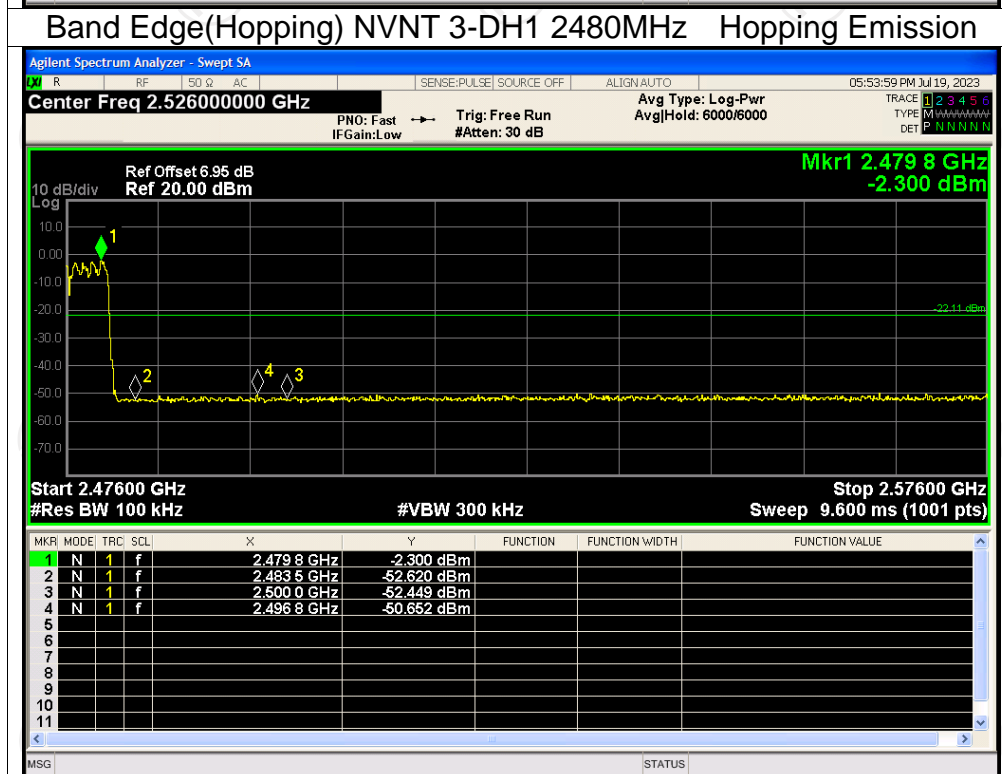 Band Edge(Hopping) NVNT 3-DH1 2480MHz Hopping Emission
Agilent Spectrum Analyzer - Swept SA
LXI R RF 50 Ω AC SENSE:PULSE SOURCE OFF ALIGN AUTO 05:53:59 PM Jul 19, 2023
Center Freq 2.526000000 GHz Avg Type: Log-Pwr TRACE 1 2 3 4 5 6
PNO: Fast Trig: Free Run Avg|Hold: 6000/6000 TYPE M WWWWW
IFGain:Low #Atten: 30 dB DET P N N N N N
Mkr1 2.479 8 GHz
Ref Offset 6.95 dB
10 dB/div Ref 20.00 dBm -2.300 dBm
Log
10.0
1
0.00
-10.0
-20.0
-22.11 dBm
-30.0
-40.0
2 4 3
-50.0
-60.0
-70.0
Start 2.47600 GHz Stop 2.57600 GHz
#Res BW 100 kHz #VBW 300 kHz Sweep 9.600 ms (1001 pts)
MKR MODE TRC SCL X Y FUNCTION FUNCTION WIDTH FUNCTION VALUE
1 N 1 f 2.479 8 GHz -2.300 dBm
2 N 1 f 2.483 5 GHz -52.620 dBm
3 N 1 f 2.500 0 GHz -52.449 dBm
4 N 1 f 2.496 8 GHz -50.652 dBm
5
6
7
8
9
10
11
MSG STATUS